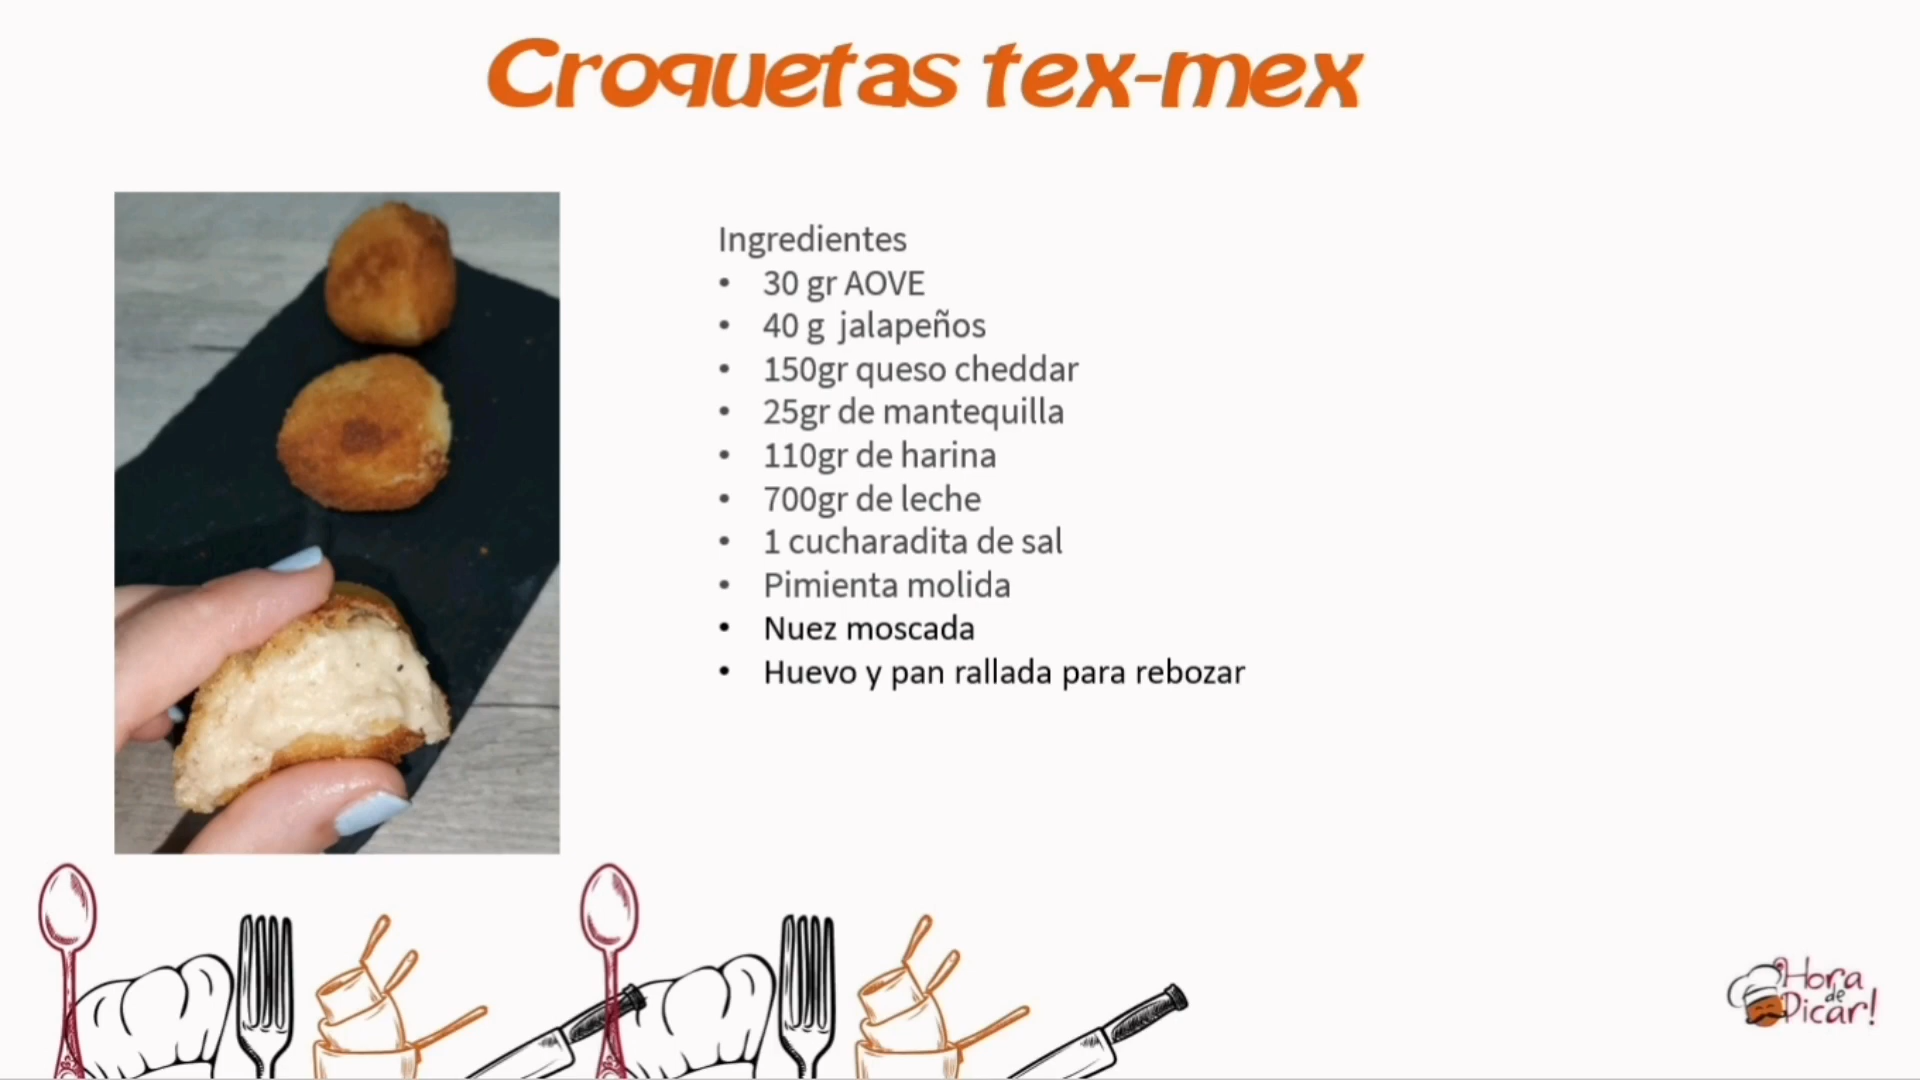 Croquetas tex-mex
Ingredientes
• 30 gr AOVE
• 40 g  jalapeños
• 150gr queso cheddar
• 25gr de mantequilla
• 110gr de harina
• 700gr de leche
• 1 cucharadita de sal
• Pimienta molida
• Nuez moscada
• Huevo y pan rallada para rebozar
Hora
de
Picar!